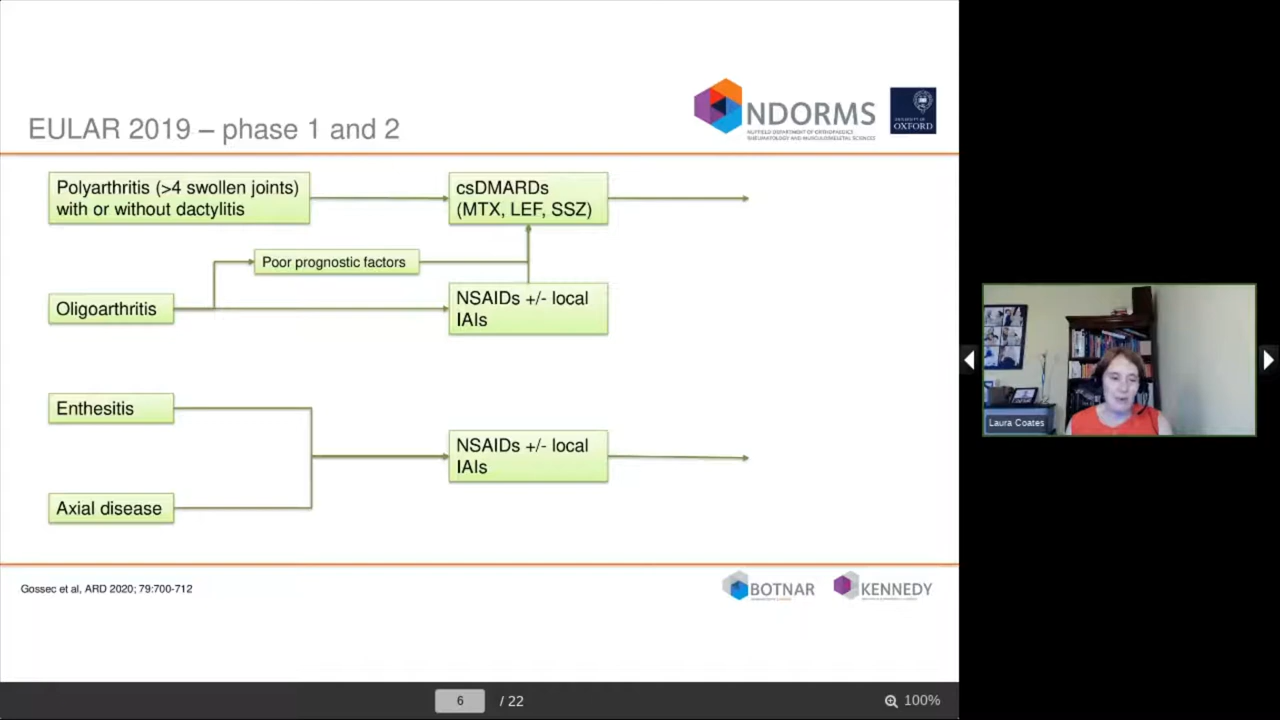 EULAR 2019 – phase 1 and 2
NDORMS
NUFFIELD DEPARTMENT OF ORTHOPAEDICS
RHEUMATOLOGY AND MUSCULOSKELETAL SCIENCES
UNIVERSITY OF
OXFORD
Polyarthritis (>4 swollen joints)
with or without dactylitis
csDMARDs
(MTX, LEF, SSZ)
Poor prognostic factors
Oligoarthritis
NSAIDs +/- local
IAIs
Enthesitis
NSAIDs +/- local
IAIs
Axial disease
Laura Coates
Gossec et al, ARD 2020; 79:700-712
BOTNAR
KENNEDY
6 / 22
100%